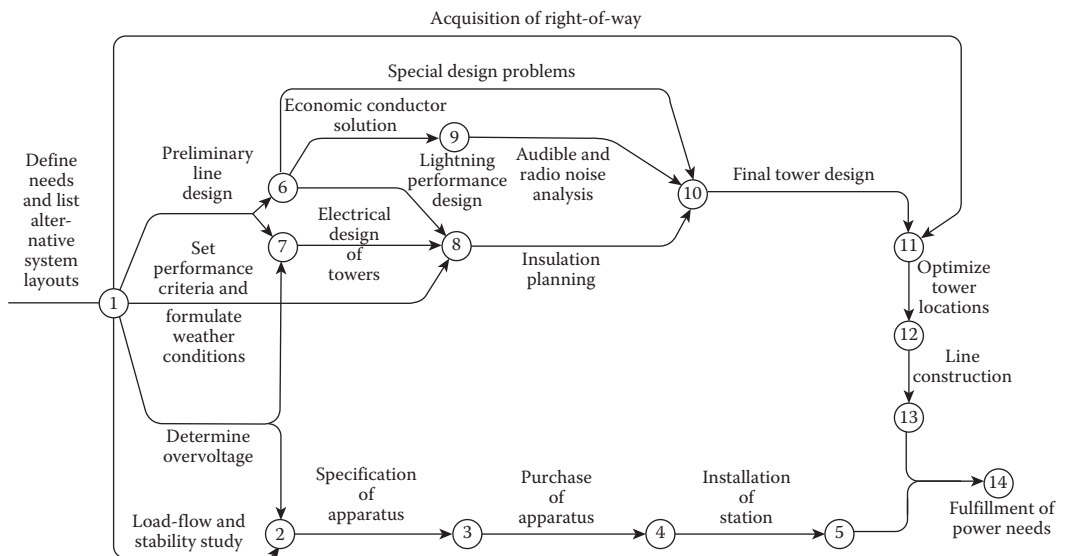 Acquisition of right-of-way
Special design problems
Economic conductor
solution
9
Define
needs
and list
alter-
native
system
layouts
Preliminary
line
design
6
Lightning
performance
design
Audible and
radio noise
analysis
10
Final tower design
7
Electrical
design
of
towers
8
Insulation
planning
11
Set
performance
criteria and
formulate
weather
conditions
1
Optimize
tower
locations
12
Line
construction
13
Determine
overvoltage
Load-flow and
stability study
2
Specification
of
apparatus
3
Purchase
of
apparatus
4
Installation
of
station
5
14
Fulfillment of
power needs